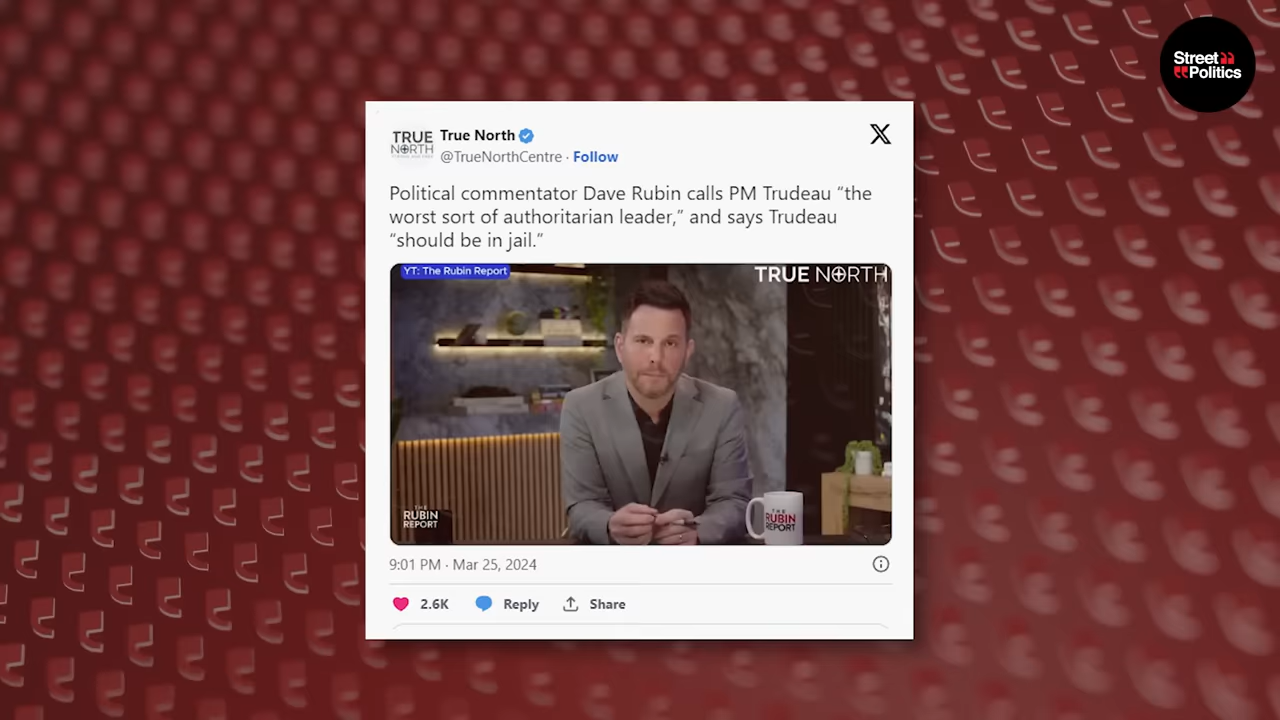 Street
Politics
TRUE
NORTH
True North
@TrueNorthCentre · Follow
Political commentator Dave Rubin calls PM Trudeau “the
worst sort of authoritarian leader,” and says Trudeau
“should be in jail.”
YT: The Rubin Report
TRUE NORTH
THE
RUBIN
REPORT
THE
RUBIN
REPORT
9:01 PM · Mar 25, 2024
2.6K Reply Share